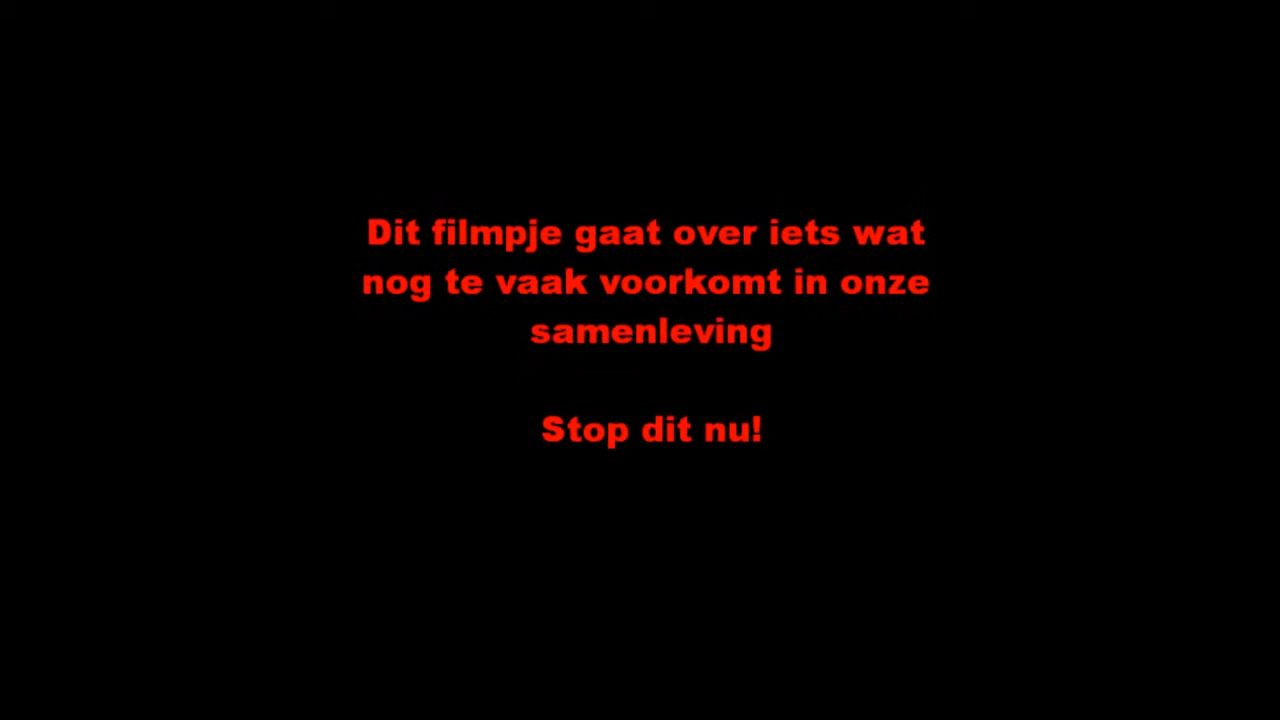 Dit filmpje gaat over iets wat
nog te vaak voorkomt in onze
samenleving
Stop dit nu!